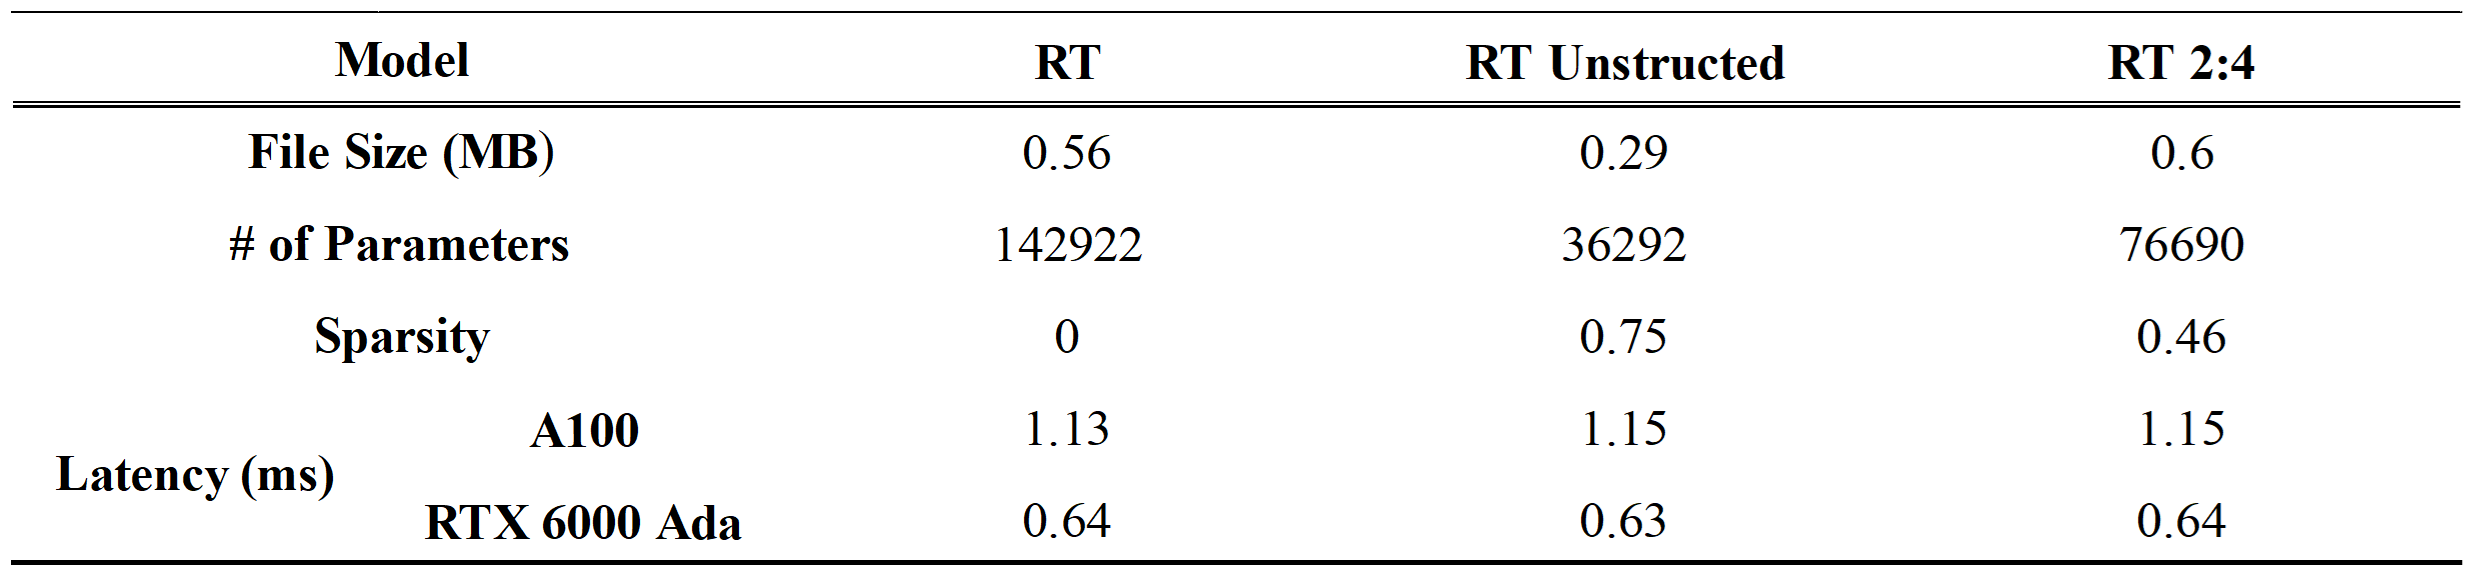 Model RT RT Unstructed RT 2:4
File Size (MB) 0.56 0.29 0.6
# of Parameters 142922 36292 76690
Sparsity 0 0.75 0.46
Latency (ms)
A100 1.13 1.15 1.15
RTX 6000 Ada 0.64 0.63 0.64